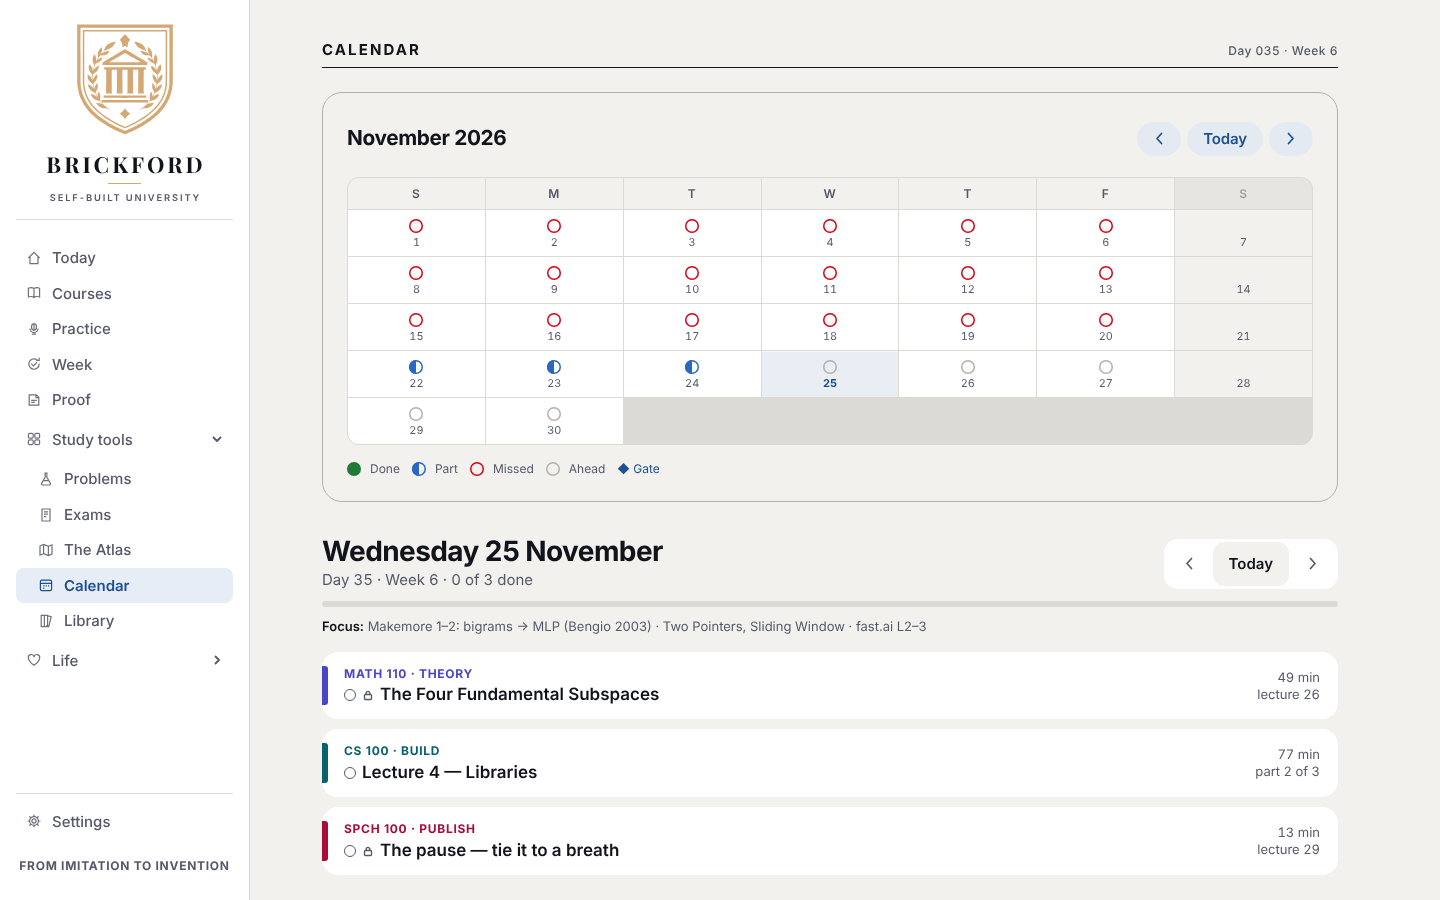 BRICKFORD
SELF-BUILT UNIVERSITY
Today
Courses
Practice
Week
Proof
Study tools
Problems
Exams
The Atlas
Calendar
Library
Life
Settings
FROM IMITATION TO INVENTION
CALENDAR
Day 035 · Week 6
November 2026
Today
S M T W T F S
1 2 3 4 5 6 7
8 9 10 11 12 13 14
15 16 17 18 19 20 21
22 23 24 25 26 27 28
29 30
Done Part Missed Ahead Gate
Wednesday 25 November
Day 35 · Week 6 · 0 of 3 done
Today
Focus: Makemore 1–2: bigrams → MLP (Bengio 2003) · Two Pointers, Sliding Window · fast.ai L2–3
MATH 110 · THEORY
The Four Fundamental Subspaces
49 min
lecture 26
CS 100 · BUILD
Lecture 4 — Libraries
77 min
part 2 of 3
SPCH 100 · PUBLISH
The pause — tie it to a breath
13 min
lecture 29